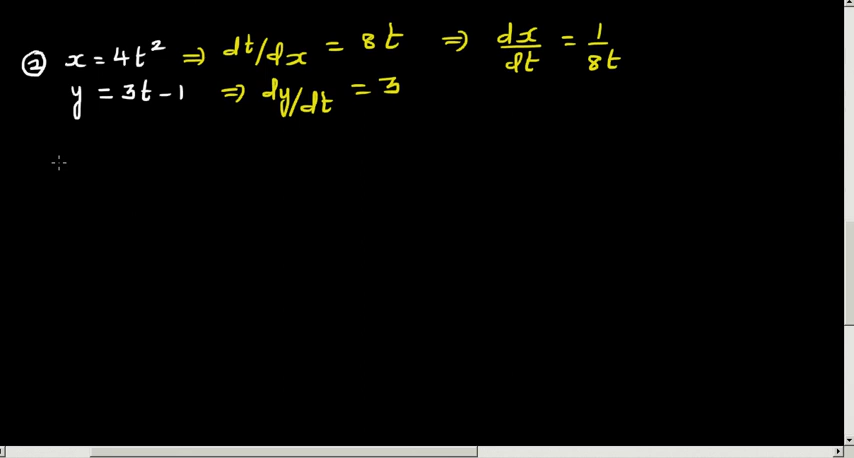 ② x = 4t² ⇒ dt/dx = 8t ⇒ dx/dt = 1/8t
y = 3t - 1 ⇒ dy/dt = 3